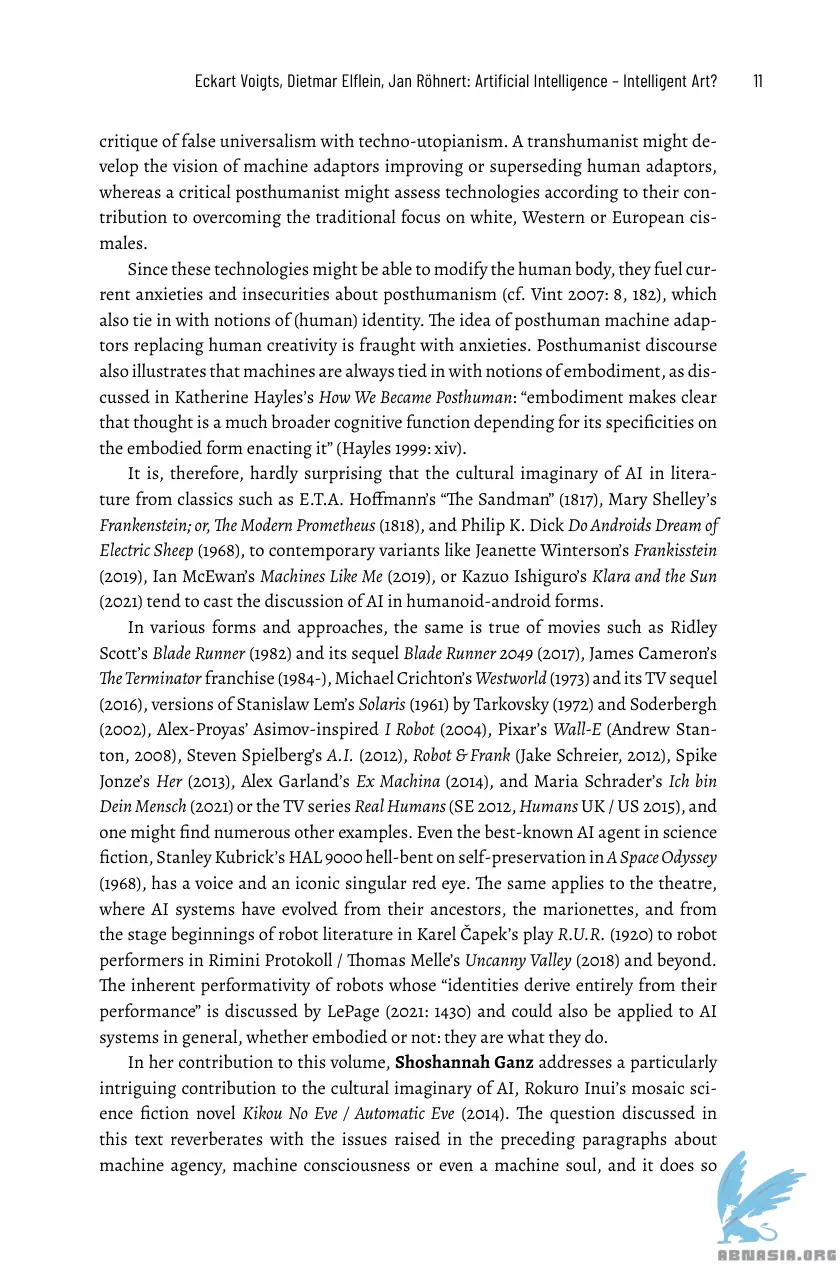 Eckart Voigts, Dietmar Elflein, Jan Röhnert: Artificial Intelligence – Intelligent Art? 11
critique of false universalism with techno-utopianism. A transhumanist might de-
velop the vision of machine adaptors improving or superseding human adaptors,
whereas a critical posthumanist might assess technologies according to their con-
tribution to overcoming the traditional focus on white, Western or European cis-
males.
Since these technologies might be able to modify the human body, they fuel cur-
rent anxieties and insecurities about posthumanism (cf. Vint 2007: 8, 182), which
also tie in with notions of (human) identity. The idea of posthuman machine adap-
tors replacing human creativity is fraught with anxieties. Posthumanist discourse
also illustrates that machines are always tied in with notions of embodiment, as dis-
cussed in Katherine Hayles’s How We Became Posthuman: “embodiment makes clear
that thought is a much broader cognitive function depending for its specificities on
the embodied form enacting it” (Hayles 1999: xiv).
It is, therefore, hardly surprising that the cultural imaginary of AI in litera-
ture from classics such as E.T.A. Hoffmann’s “The Sandman” (1817), Mary Shelley’s
Frankenstein; or, The Modern Prometheus (1818), and Philip K. Dick Do Androids Dream of
Electric Sheep (1968), to contemporary variants like Jeanette Winterson’s Frankisstein
(2019), Ian McEwan’s Machines Like Me (2019), or Kazuo Ishiguro’s Klara and the Sun
(2021) tend to cast the discussion of AI in humanoid-android forms.
In various forms and approaches, the same is true of movies such as Ridley
Scott’s Blade Runner (1982) and its sequel Blade Runner 2049 (2017), James Cameron’s
The Terminator franchise (1984-), Michael Crichton’s Westworld (1973) and its TV sequel
(2016), versions of Stanislaw Lem’s Solaris (1961) by Tarkovsky (1972) and Soderbergh
(2002), Alex-Proyas’ Asimov-inspired I Robot (2004), Pixar’s Wall-E (Andrew Stan-
ton, 2008), Steven Spielberg’s A.I. (2012), Robot & Frank (Jake Schreier, 2012), Spike
Jonze’s Her (2013), Alex Garland’s Ex Machina (2014), and Maria Schrader’s Ich bin
Dein Mensch (2021) or the TV series Real Humans (SE 2012, Humans UK / US 2015), and
one might find numerous other examples. Even the best-known AI agent in science
fiction, Stanley Kubrick’s HAL 9000 hell-bent on self-preservation in A Space Odyssey
(1968), has a voice and an iconic singular red eye. The same applies to the theatre,
where AI systems have evolved from their ancestors, the marionettes, and from
the stage beginnings of robot literature in Karel Čapek’s play R.U.R. (1920) to robot
performers in Rimini Protokoll / Thomas Melle’s Uncanny Valley (2018) and beyond.
The inherent performativity of robots whose “identities derive entirely from their
performance” is discussed by LePage (2021: 1430) and could also be applied to AI
systems in general, whether embodied or not: they are what they do.
In her contribution to this volume, Shoshannah Ganz addresses a particularly
intriguing contribution to the cultural imaginary of AI, Rokuro Inui’s mosaic sci-
ence fiction novel Kikou No Eve / Automatic Eve (2014). The question discussed in
this text reverberates with the issues raised in the preceding paragraphs about
machine agency, machine consciousness or even a machine soul, and it does so
ABNASIA.ORG